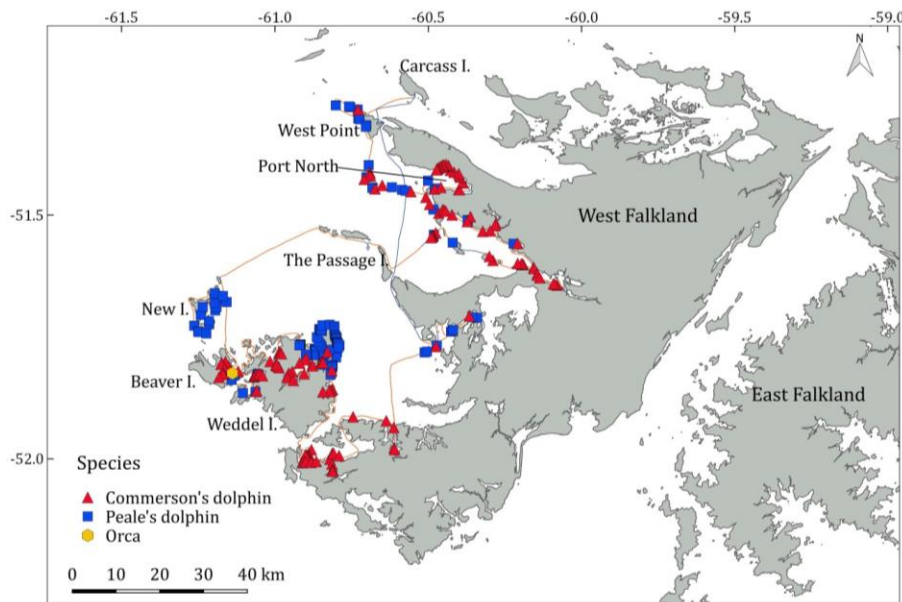 -61.5 -61.0 -60.5 -60.0 -59.5 -59.0
N
Carcass I.
West Point
Port North
-51.5
West Falkland
The Passage I.
New I.
Beaver I.
East Falkland
Weddel I.
-52.0
Species
Commerson's dolphin
Peale's dolphin
Orca
0 10 20 30 40 km